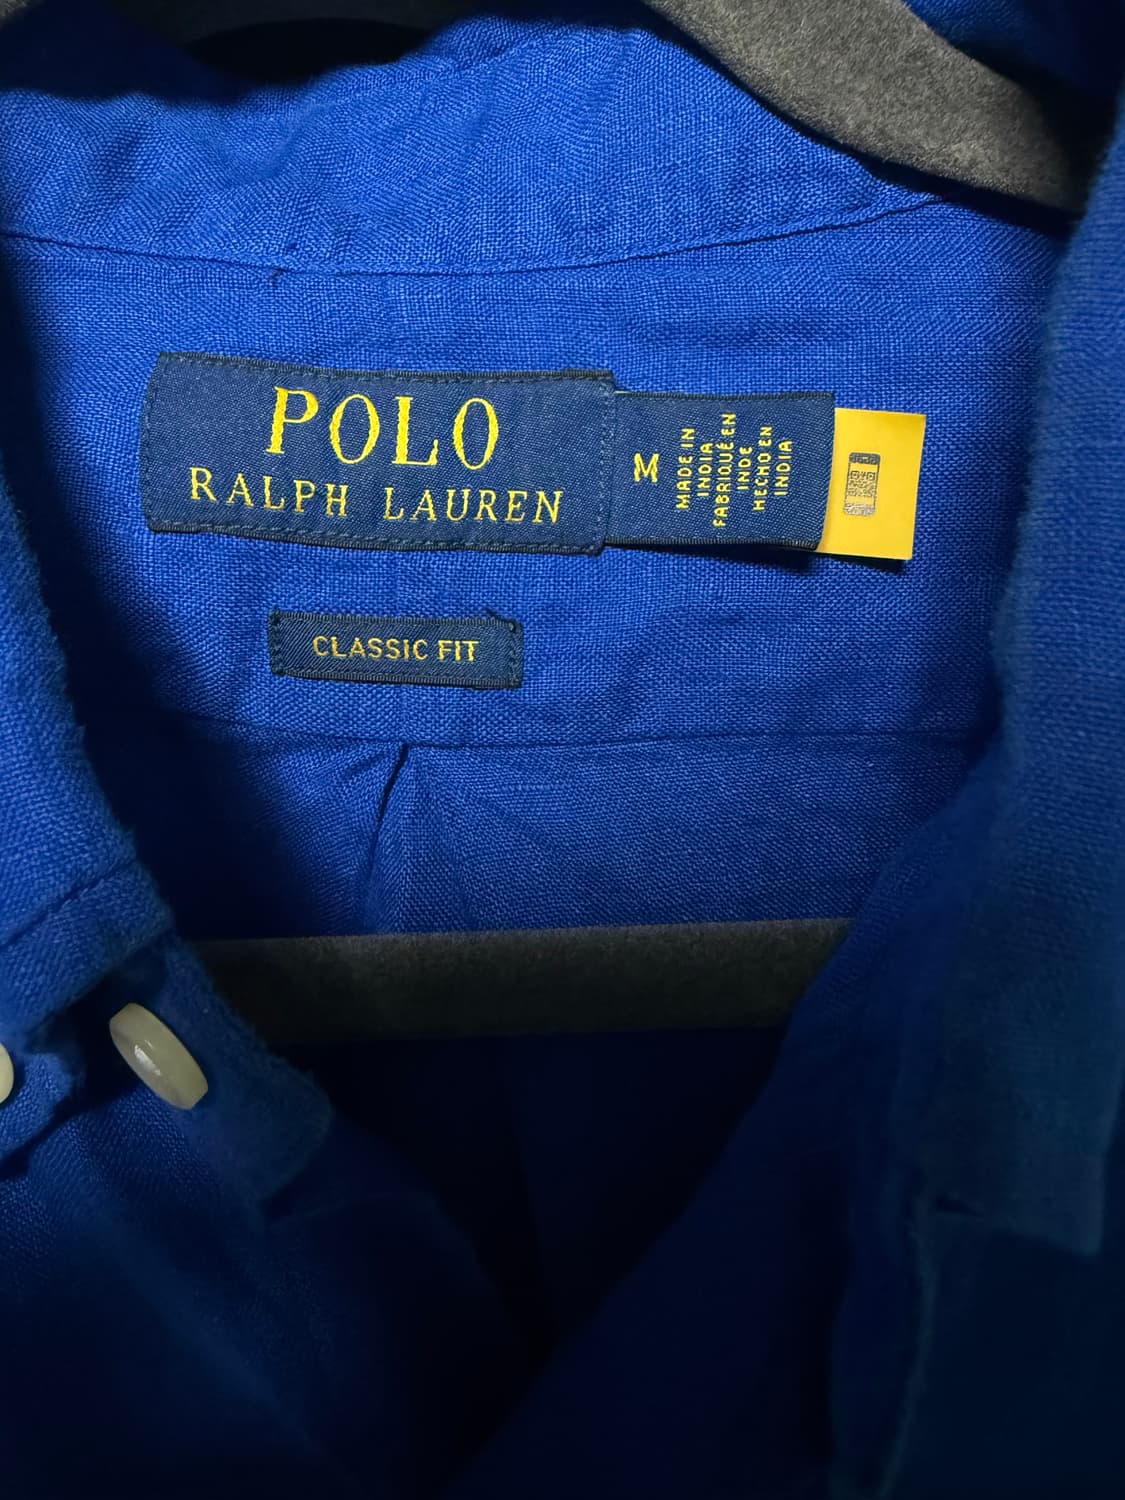 POLO
RALPH LAUREN
M
MADE IN
INDIA
FABRIQUÉ EN
INDE
HECHO EN
INDIA
CLASSIC FIT